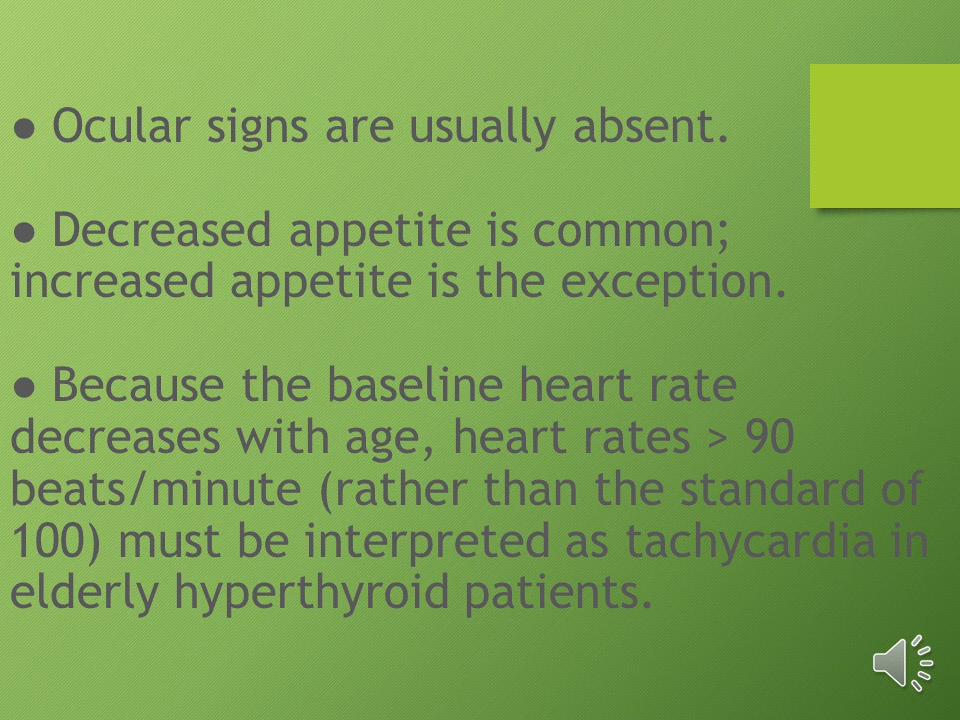 ● Ocular signs are usually absent.
● Decreased appetite is common;
increased appetite is the exception.
● Because the baseline heart rate
decreases with age, heart rates > 90
beats/minute (rather than the standard of
100) must be interpreted as tachycardia in
elderly hyperthyroid patients.